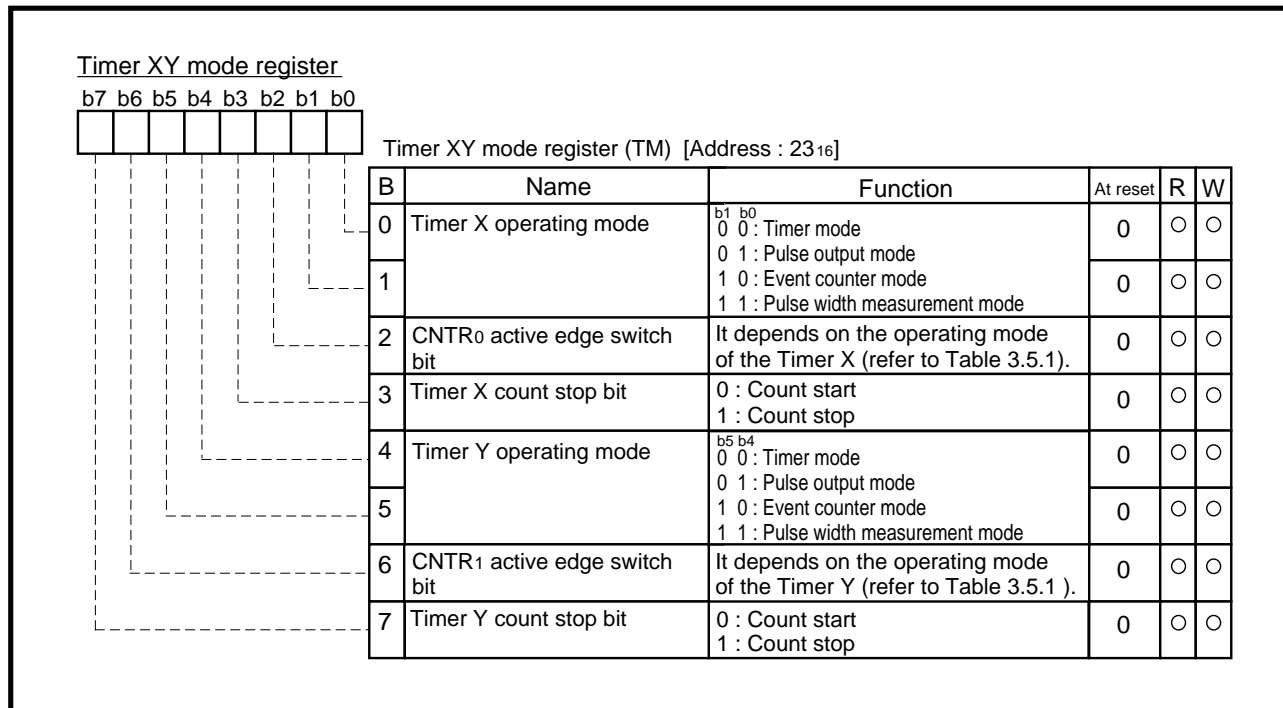 Timer XY mode register
b7 b6 b5 b4 b3 b2 b1 b0
Timer XY mode register (TM) [Address : 23₁₆]
B Name Function At reset R W
0 Timer X operating mode b1 b0
0 0 : Timer mode 0 ○ ○
0 1 : Pulse output mode
1 1 0 : Event counter mode 0 ○ ○
1 1 : Pulse width measurement mode
2 CNTR₀ active edge switch It depends on the operating mode 0 ○ ○
bit of the Timer X (refer to Table 3.5.1).
3 Timer X count stop bit 0 : Count start 0 ○ ○
1 : Count stop
4 Timer Y operating mode b5 b4
0 0 : Timer mode 0 ○ ○
0 1 : Pulse output mode
5 1 0 : Event counter mode 0 ○ ○
1 1 : Pulse width measurement mode
6 CNTR₁ active edge switch It depends on the operating mode 0 ○ ○
bit of the Timer Y (refer to Table 3.5.1 ).
7 Timer Y count stop bit 0 : Count start 0 ○ ○
1 : Count stop